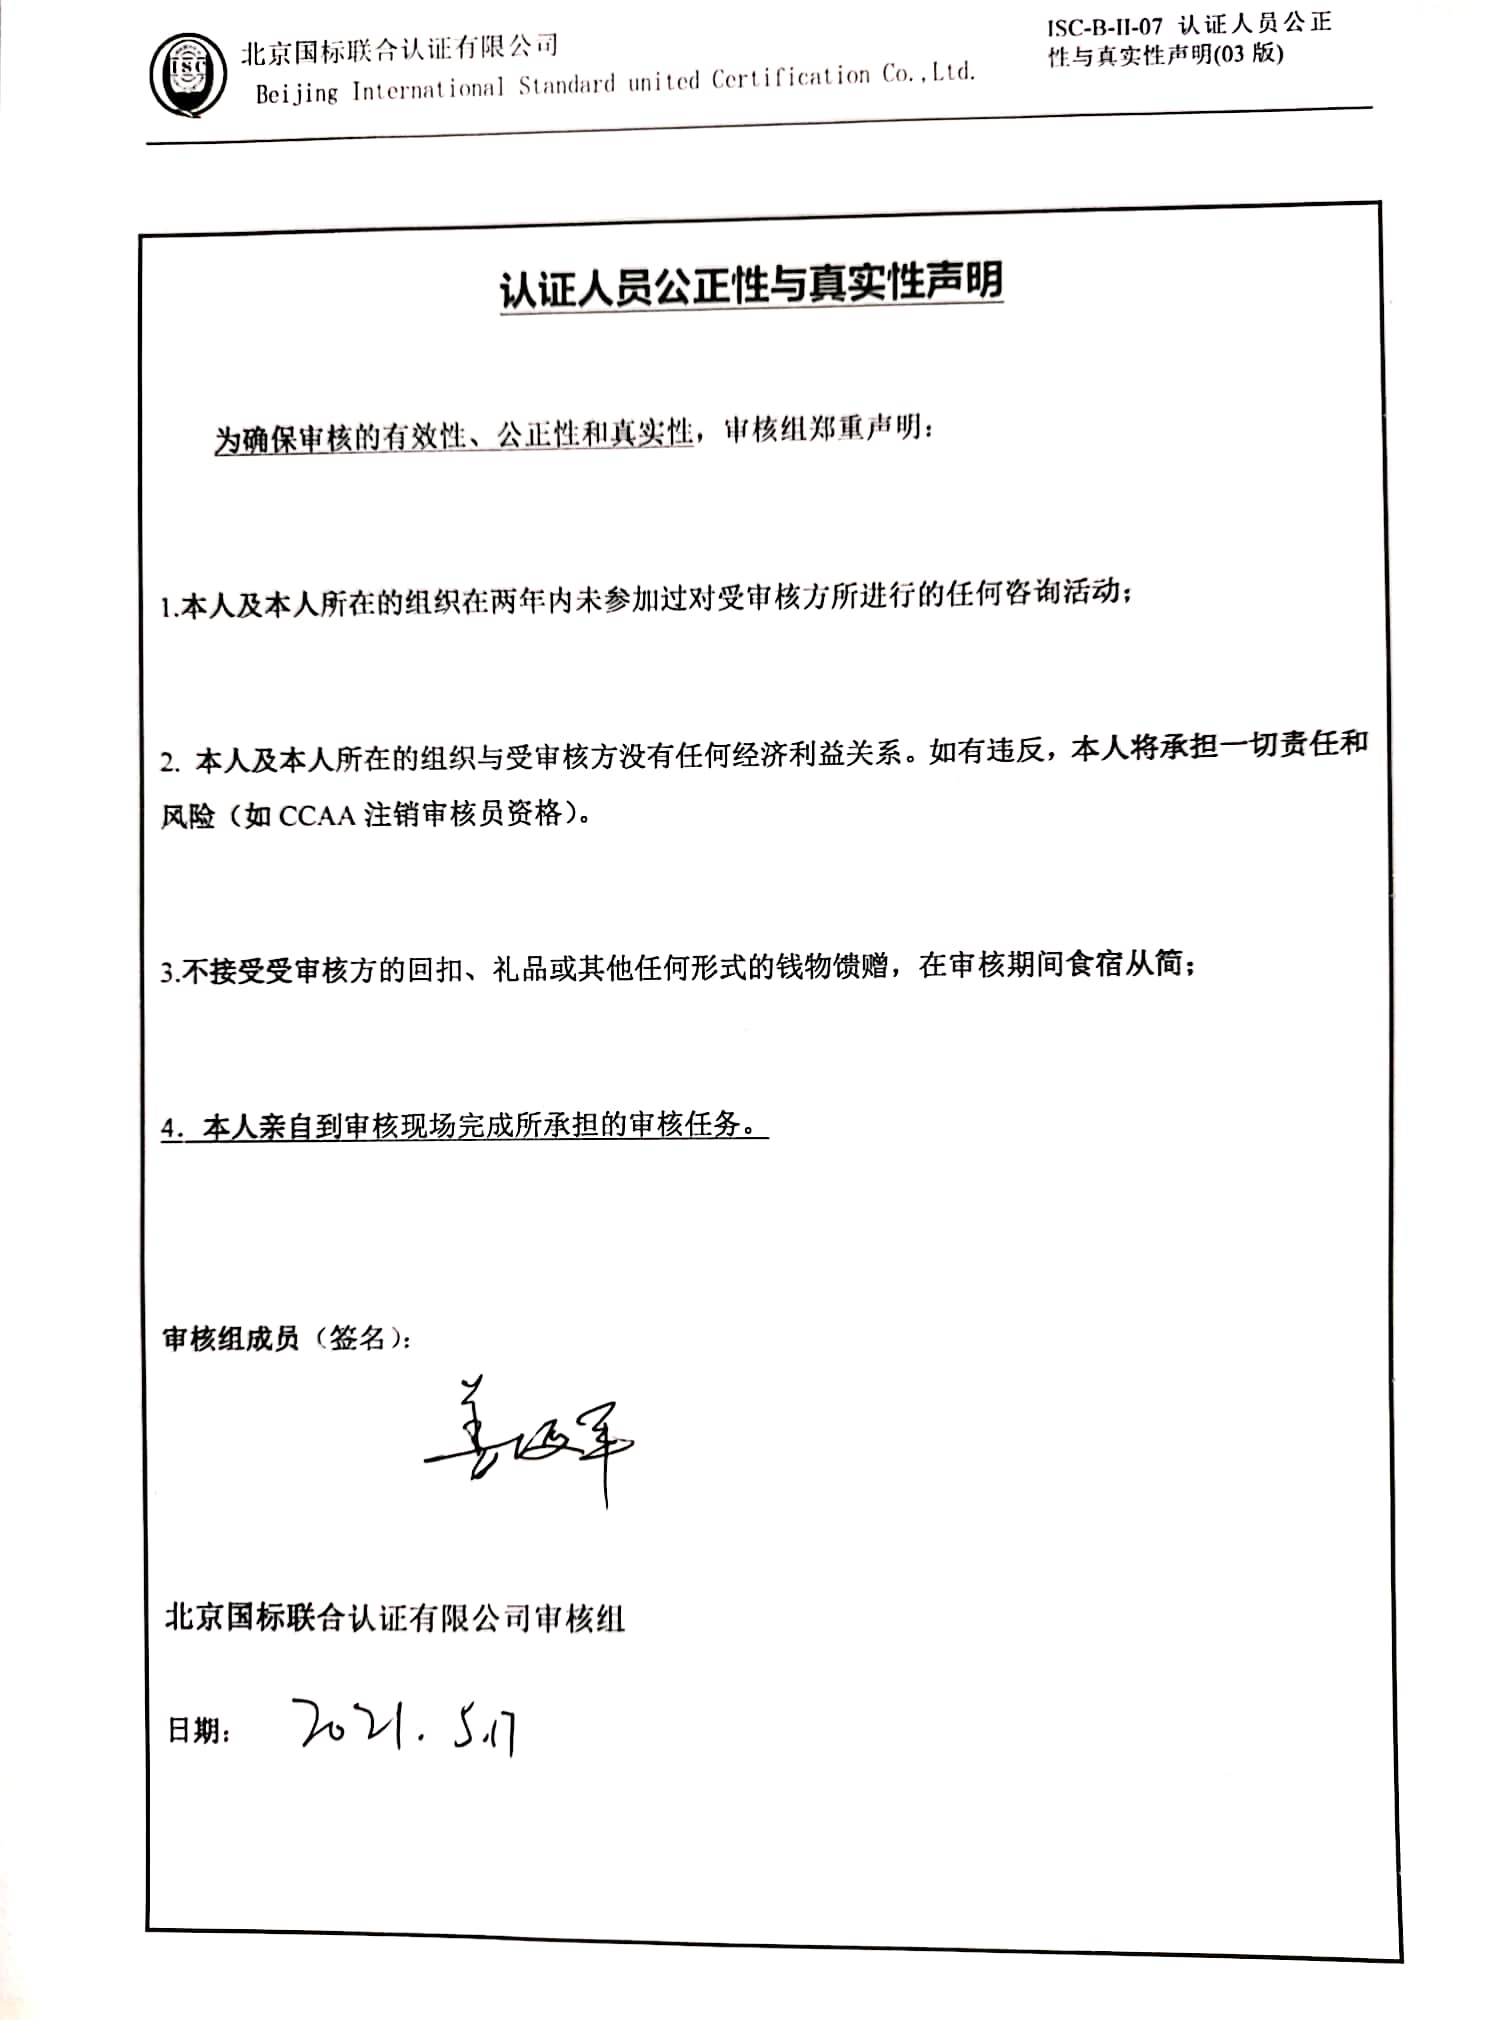 ISC
北京国标联合认证有限公司
Beijing International Standard united Certification Co.,Ltd.
ISC-B-II-07 认证人员公正
性与真实性声明(03 版)
认证人员公正性与真实性声明
为确保审核的有效性、公正性和真实性，审核组郑重声明：
1.本人及本人所在的组织在两年内未参加过对受审核方所进行的任何咨询活动；
2. 本人及本人所在的组织与受审核方没有任何经济利益关系。如有违反，本人将承担一切责任和
风险（如 CCAA 注销审核员资格）。
3.不接受受审核方的回扣、礼品或其他任何形式的钱物馈赠，在审核期间食宿从简；
4．本人亲自到审核现场完成所承担的审核任务。
审核组成员（签名）：
北京国标联合认证有限公司审核组
日期： 2021.5.17